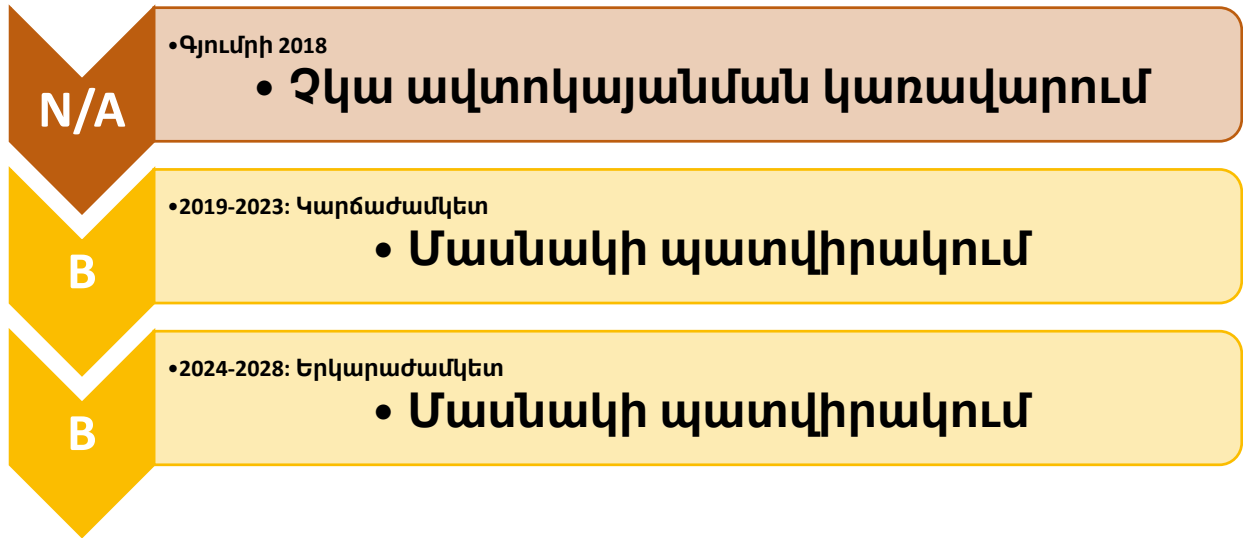 N/A
•Գյումրի 2018
• Չկա ավտոկայանման կառավարում
B
•2019-2023: Կարճաժամկետ
• Մասնակի պատվիրակում
B
•2024-2028: Երկարաժամկետ
• Մասնակի պատվիրակում